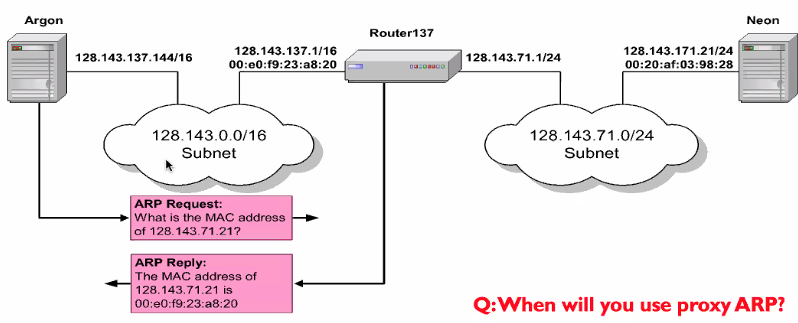 Argon
Router137
Neon
128.143.137.144/16
128.143.137.1/16
00:e0:f9:23:a8:20
128.143.71.1/24
128.143.171.21/24
00:20:af:03:98:28
128.143.0.0/16
Subnet
128.143.71.0/24
Subnet
ARP Request:
What is the MAC address
of 128.143.71.21?
ARP Reply:
The MAC address of
128.143.71.21 is
00:e0:f9:23:a8:20
Q: When will you use proxy ARP?